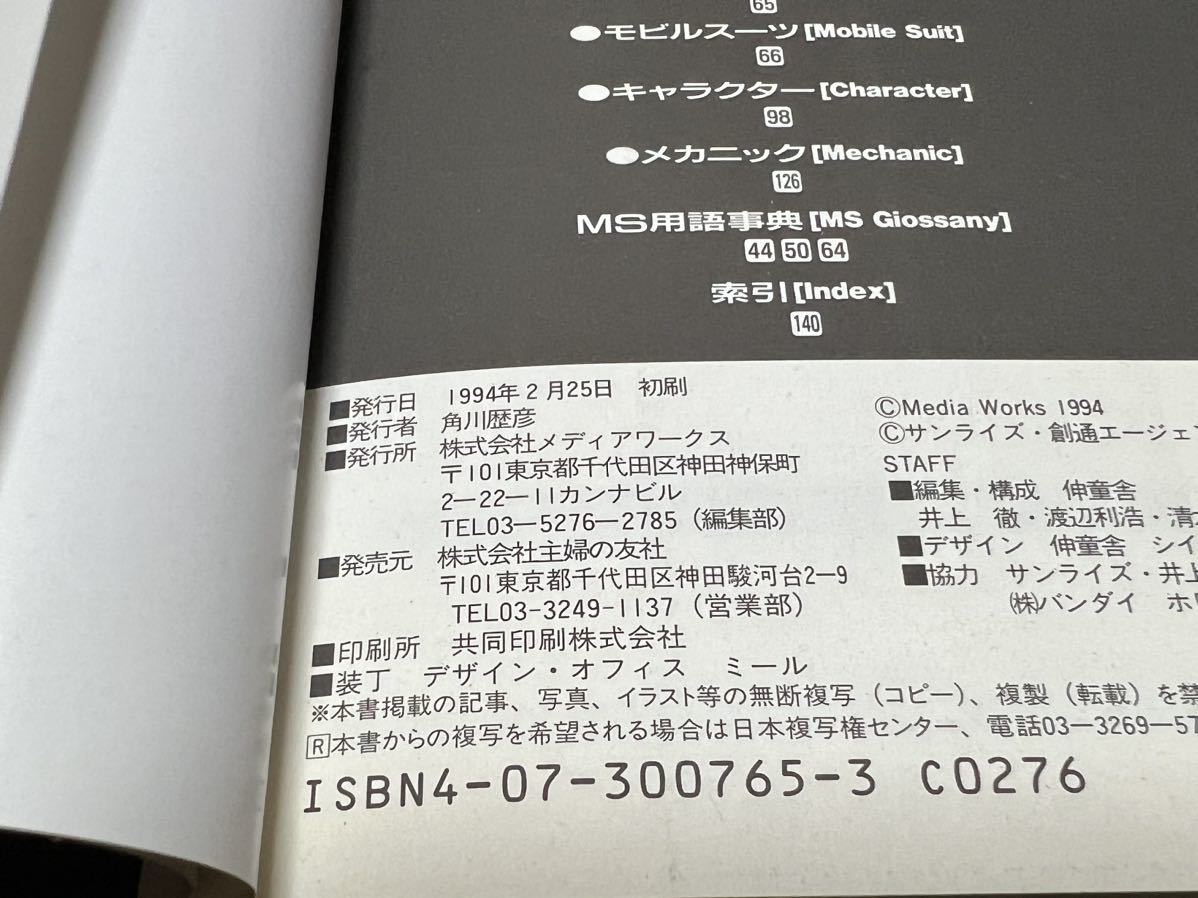 65
●モビルスーツ[Mobile Suit]
66
●キャラクター[Character]
98
●メカニック[Mechanic]
126
MS用語事典[MS Giossany]
44 50 64
索引[Index]
140
■発行日 1994年2月25日 初刷
■発行者 角川歴彦
■発行所 株式会社メディアワークス
〒101東京都千代田区神田神保町
2-22-11カンナビル
TEL03-5276-2785（編集部）
■発売元 株式会社主婦の友社
〒101東京都千代田区神田駿河台2-9
TEL03-3249-1137（営業部）
■印刷所 共同印刷株式会社
■装丁 デザイン・オフィス ミール
©Media Works 1994
©サンライズ・創通エージェン
STAFF
■編集・構成 伸童舎
井上 徹・渡辺利浩・清
■デザイン 伸童舎 シイ
■協力 サンライズ・井上
㈱バンダイ ホ
※本書掲載の記事、写真、イラスト等の無断複写（コピー）、複製（転載）を禁
Ⓡ本書からの複写を希望される場合は日本複写権センター、電話03-3269-57
ISBN4-07-300765-3 C0276